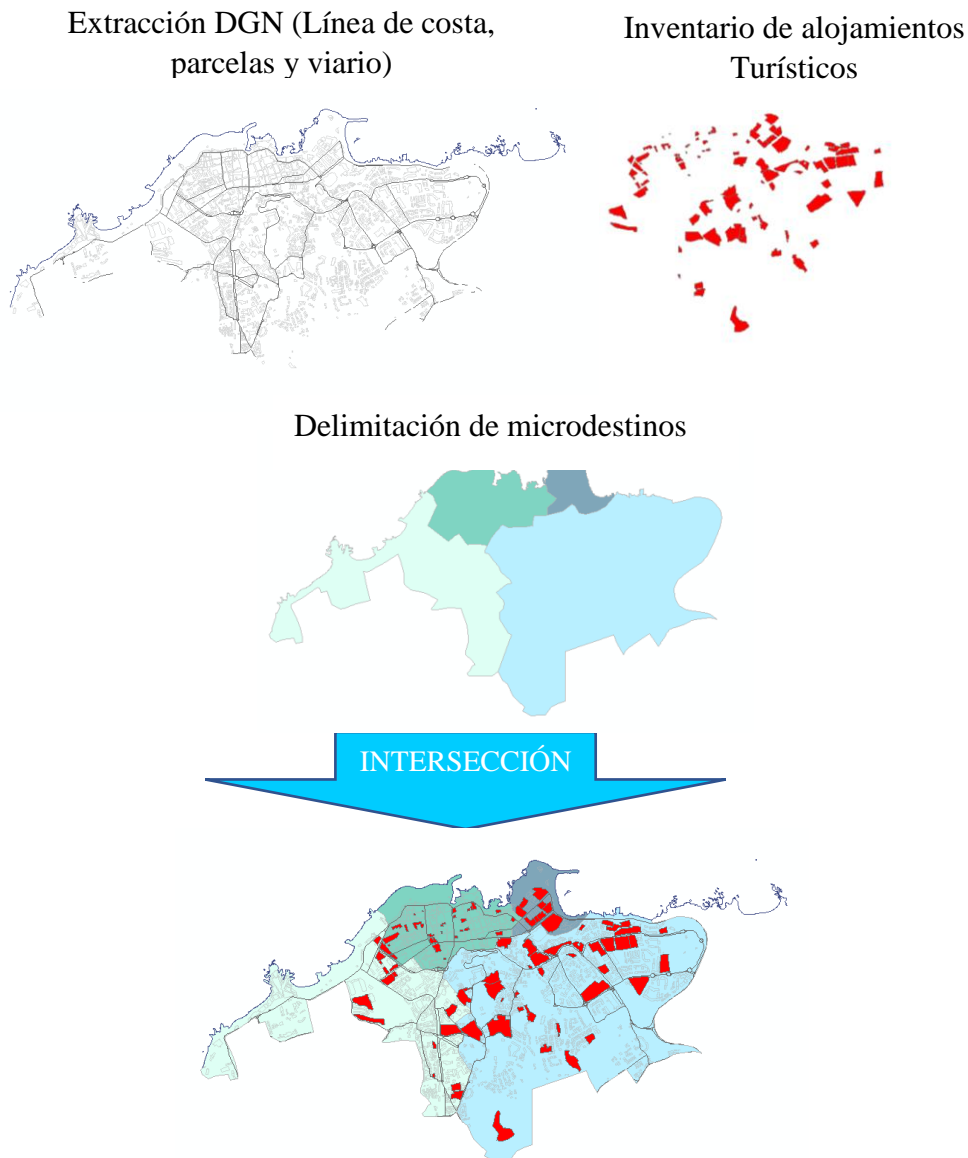 Extracción DGN (Línea de costa,
parcelas y viario)
Inventario de alojamientos
Turísticos
Delimitación de microdestinos
INTERSECCIÓN